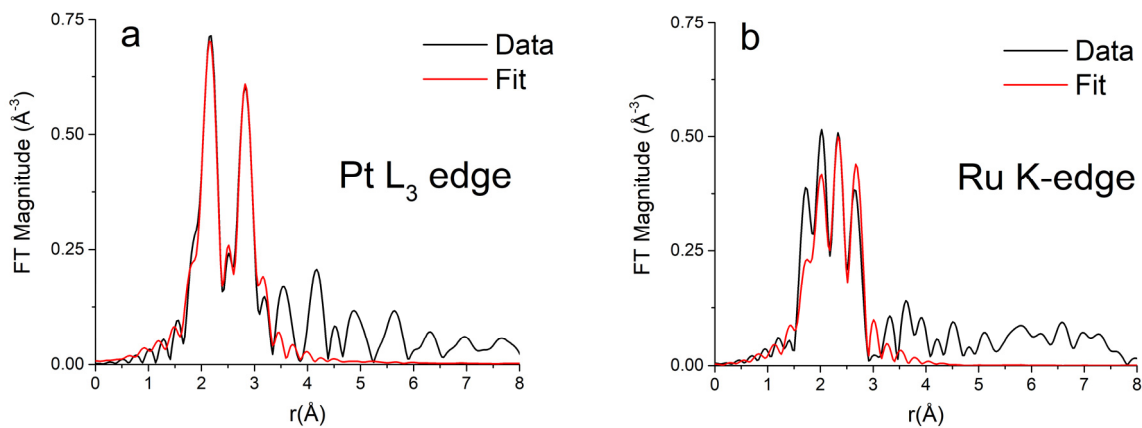 a
Data
Fit
Pt L₃ edge
FT Magnitude (Å⁻³)
0.75
0.50
0.25
0.00
0 1 2 3 4 5 6 7 8
r(Å)
b
Data
Fit
Ru K-edge
FT Magnitude (Å⁻³)
0.75
0.50
0.25
0.00
0 1 2 3 4 5 6 7 8
r(Å)